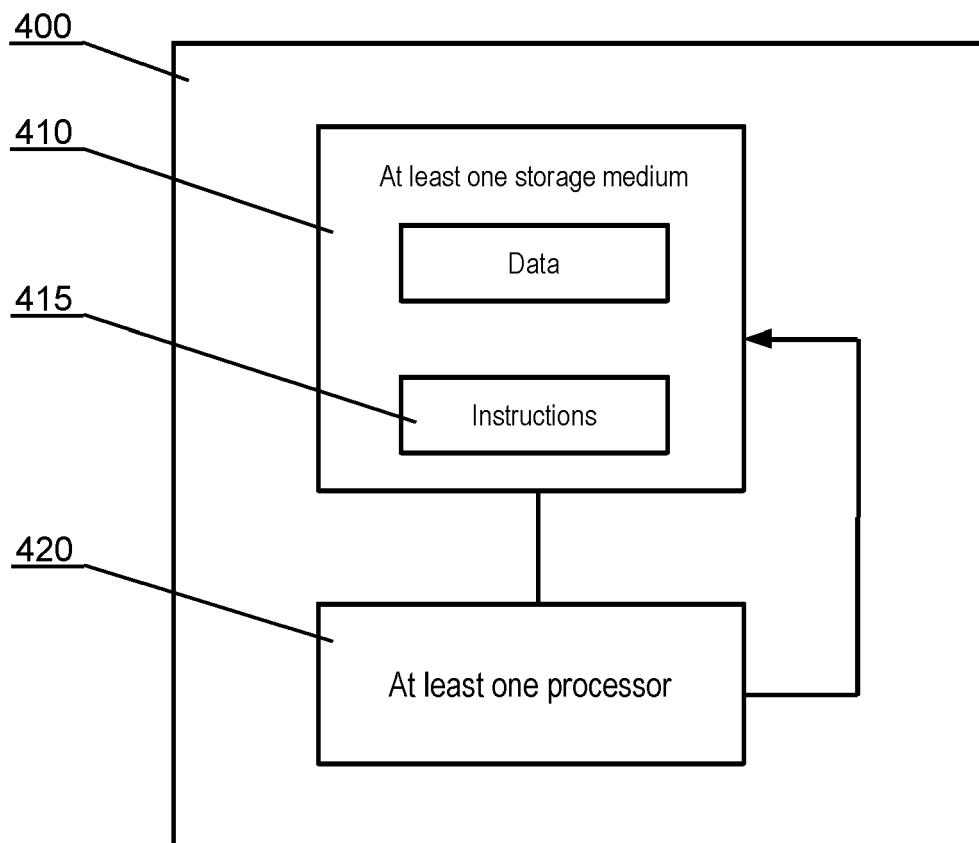 400
410
At least one storage medium
Data
415
Instructions
420
At least one processor